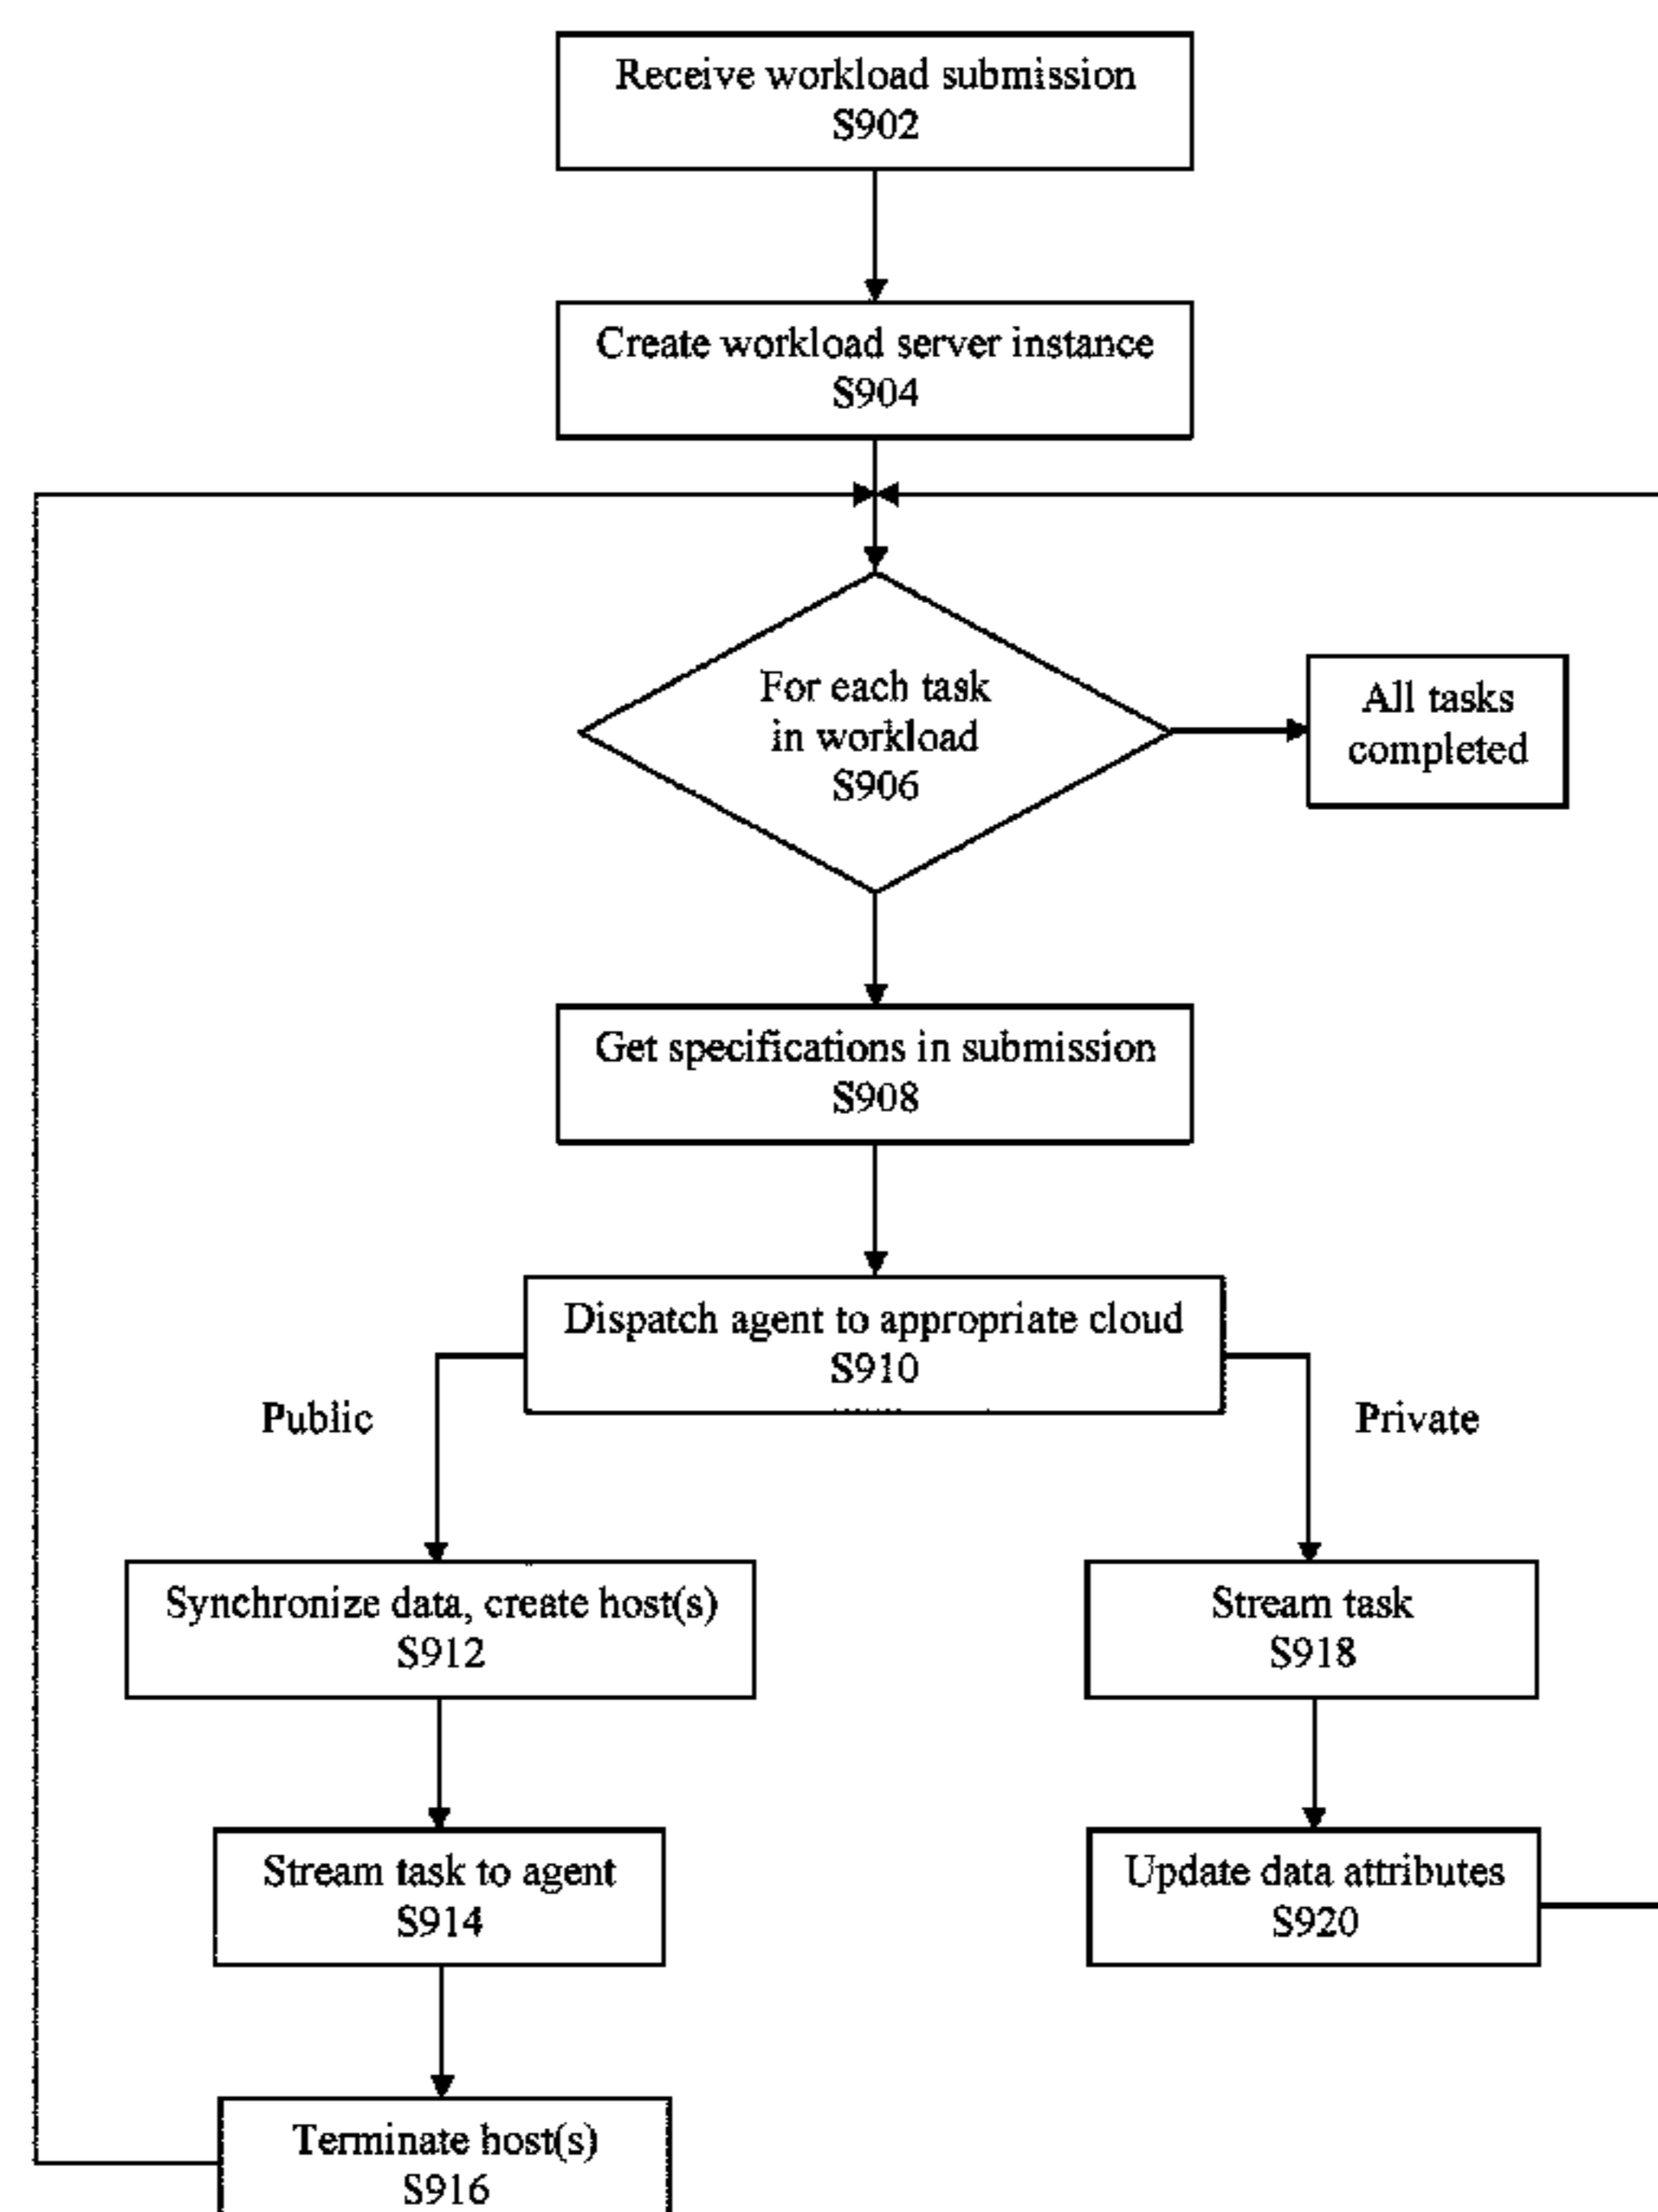 Receive workload submission
S902
Create workload server instance
S904
For each task
in workload
S906
All tasks
completed
Get specifications in submission
S908
Dispatch agent to appropriate cloud
S910
Public
Private
Synchronize data, create host(s)
S912
Stream task
S918
Stream task to agent
S914
Update data attributes
S920
Terminate host(s)
S916